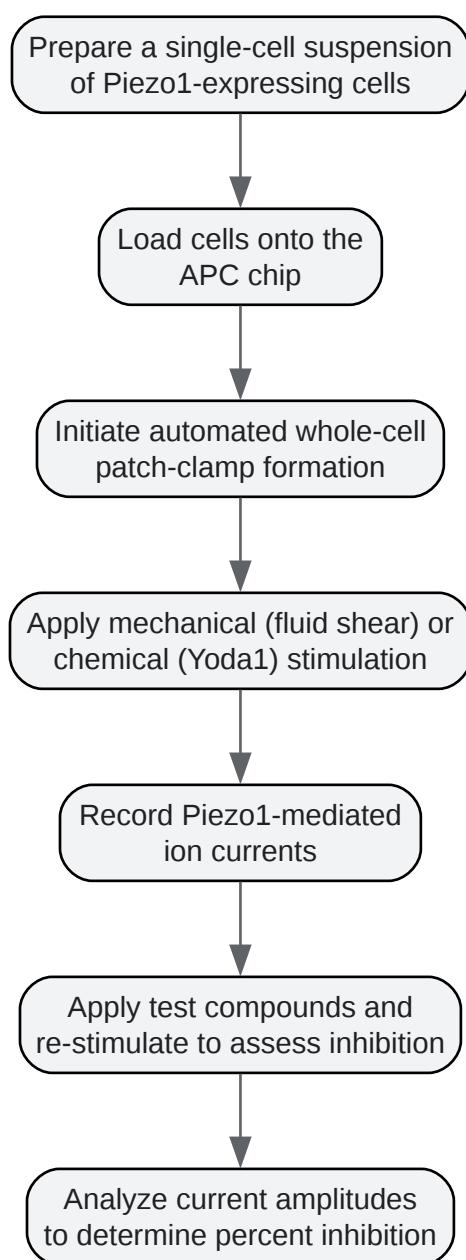 Prepare a single-cell suspension
of Piezo1-expressing cells
Load cells onto the
APC chip
Initiate automated whole-cell
patch-clamp formation
Apply mechanical (fluid shear) or
chemical (Yoda1) stimulation
Record Piezo1-mediated
ion currents
Apply test compounds and
re-stimulate to assess inhibition
Analyze current amplitudes
to determine percent inhibition